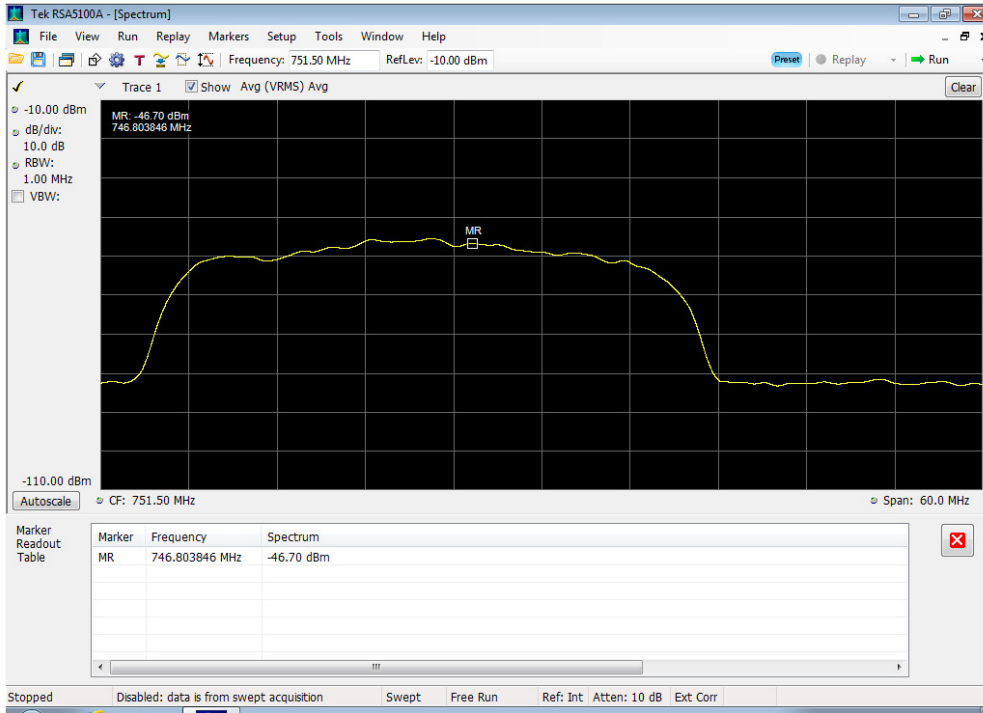 Tek RSA5100A - [Spectrum]
File View Run Replay Markers Setup Tools Window Help
T Frequency: 751.50 MHz RefLev: -10.00 dBm Preset Replay Run
Trace 1 Show Avg (VRMS) Avg Clear
-10.00 dBm
dB/div:
10.0 dB
RBW:
1.00 MHz
VBW:
MR: -46.70 dBm
746.803846 MHz
MR
-110.00 dBm
Autoscale CF: 751.50 MHz Span: 60.0 MHz
Marker
Readout
Table
Marker Frequency Spectrum
MR 746.803846 MHz -46.70 dBm
Stopped Disabled: data is from swept acquisition Swept Free Run Ref: Int Atten: 10 dB Ext Corr